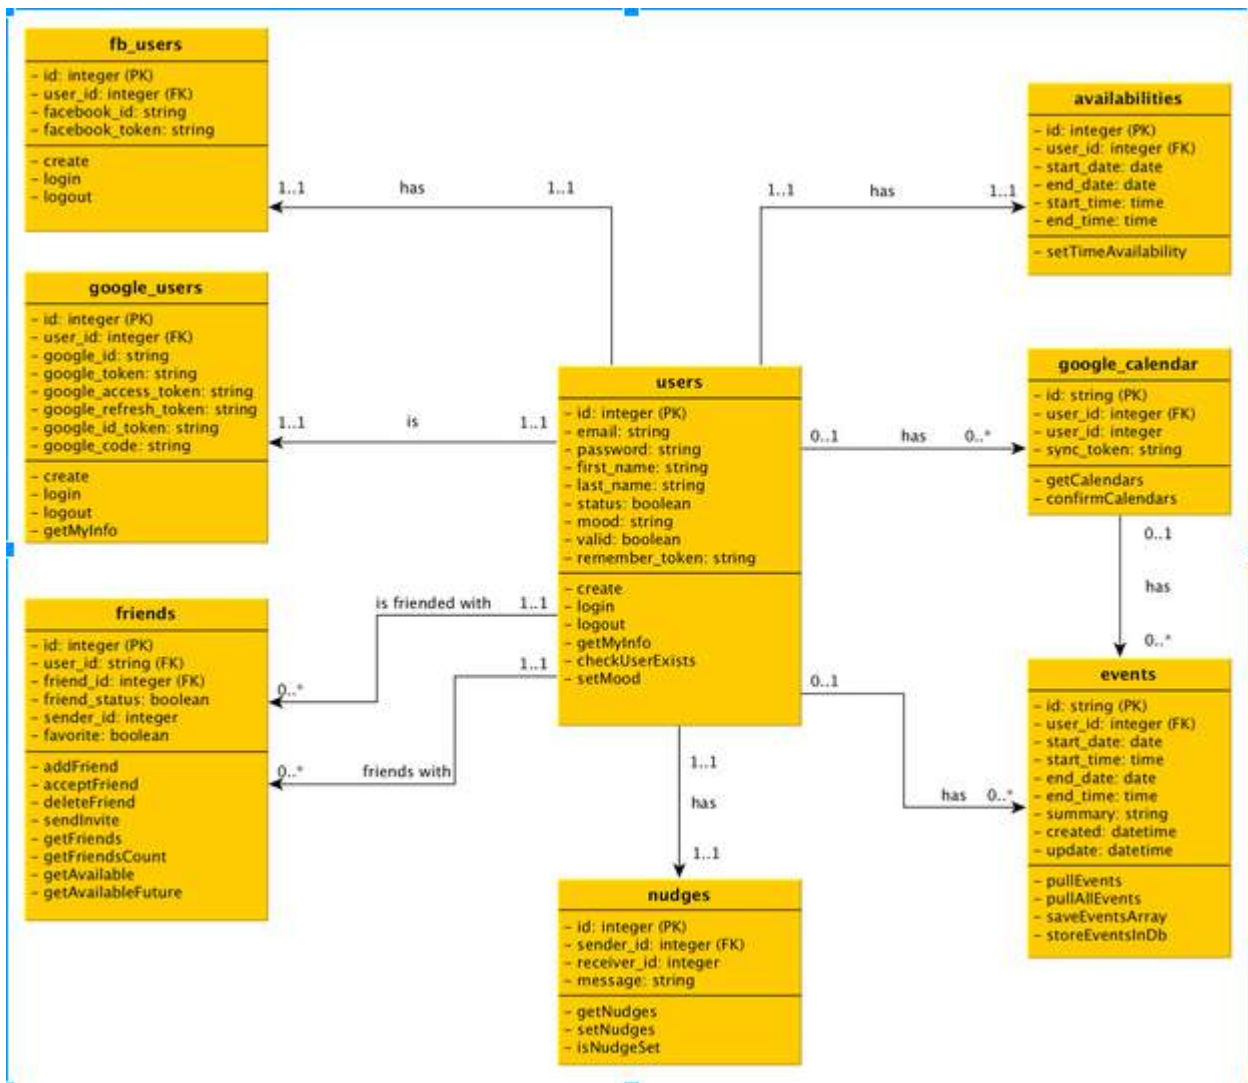 fb_users
- id: integer (PK)
- user_id: integer (FK)
- facebook_id: string
- facebook_token: string
- create
- login
- logout
1..1 has 1..1
google_users
- id: integer (PK)
- user_id: integer (FK)
- google_id: string
- google_token: string
- google_access_token: string
- google_refresh_token: string
- google_id_token: string
- google_code: string
- create
- login
- logout
- getMyInfo
1..1 is 1..1
friends
- id: integer (PK)
- user_id: string (FK)
- friend_id: integer (FK)
- friend_status: boolean
- sender_id: integer
- favorite: boolean
- addFriend
- acceptFriend
- deleteFriend
- sendInvite
- getFriends
- getFriendsCount
- getAvailable
- getAvailableFuture
is friended with 1..1
0..*
1..1
0..* friends with
users
- id: integer (PK)
- email: string
- password: string
- first_name: string
- last_name: string
- status: boolean
- mood: string
- valid: boolean
- remember_token: string
- create
- login
- logout
- getMyInfo
- checkUserExists
- setMood
1..1
has
1..1
nudges
- id: integer (PK)
- sender_id: integer (FK)
- receiver_id: integer
- message: string
- getNudges
- setNudges
- isNudgeSet
1..1 has 1..1
availabilities
- id: integer (PK)
- user_id: integer (FK)
- start_date: date
- end_date: date
- start_time: time
- end_time: time
- setTimeAvailability
0..1 has 0..*
google_calendar
- id: string (PK)
- user_id: integer (FK)
- user_id: integer
- sync_token: string
- getCalendars
- confirmCalendars
0..1
has
0..*
0..1
has 0..*
events
- id: string (PK)
- user_id: integer (FK)
- start_date: date
- start_time: time
- end_date: date
- end_time: time
- summary: string
- created: datetime
- update: datetime
- pullEvents
- pullAllEvents
- saveEventsArray
- storeEventsInDb